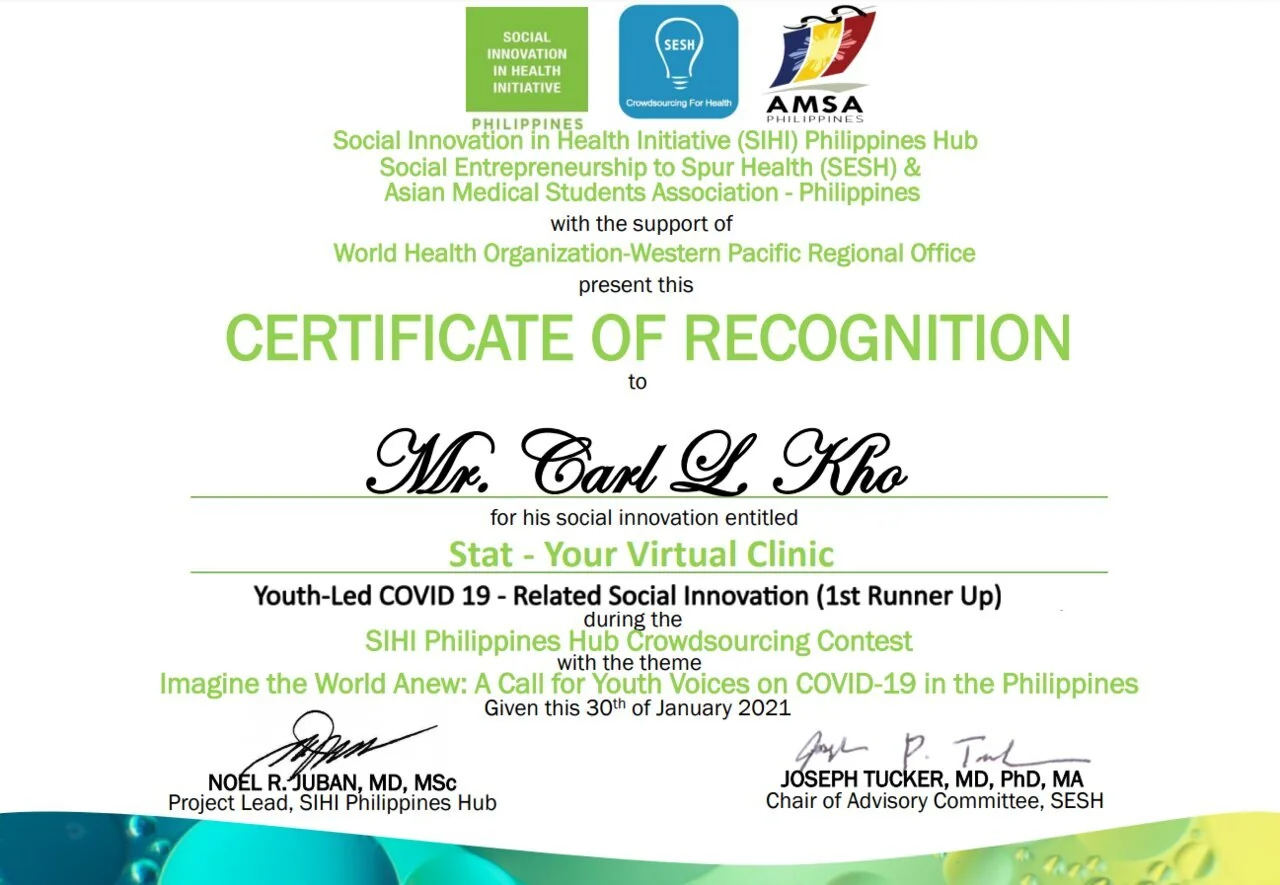 SOCIAL
INNOVATION
IN HEALTH
INITIATIVE
PHILIPPINES
SESH
Crowdsourcing For Health
AMSA
PHILIPPINES
Social Innovation in Health Initiative (SIHI) Philippines Hub
Social Entrepreneurship to Spur Health (SESH) &
Asian Medical Students Association - Philippines
with the support of
World Health Organization-Western Pacific Regional Office
present this
CERTIFICATE OF RECOGNITION
to
Mr. Carl L. Kho
for his social innovation entitled
Stat - Your Virtual Clinic
Youth-Led COVID 19 - Related Social Innovation (1st Runner Up)
during the
SIHI Philippines Hub Crowdsourcing Contest
with the theme
Imagine the World Anew: A Call for Youth Voices on COVID-19 in the Philippines
Given this 30th of January 2021
NOEL R. JUBAN, MD, MSc
Project Lead, SIHI Philippines Hub
JOSEPH TUCKER, MD, PhD, MA
Chair of Advisory Committee, SESH